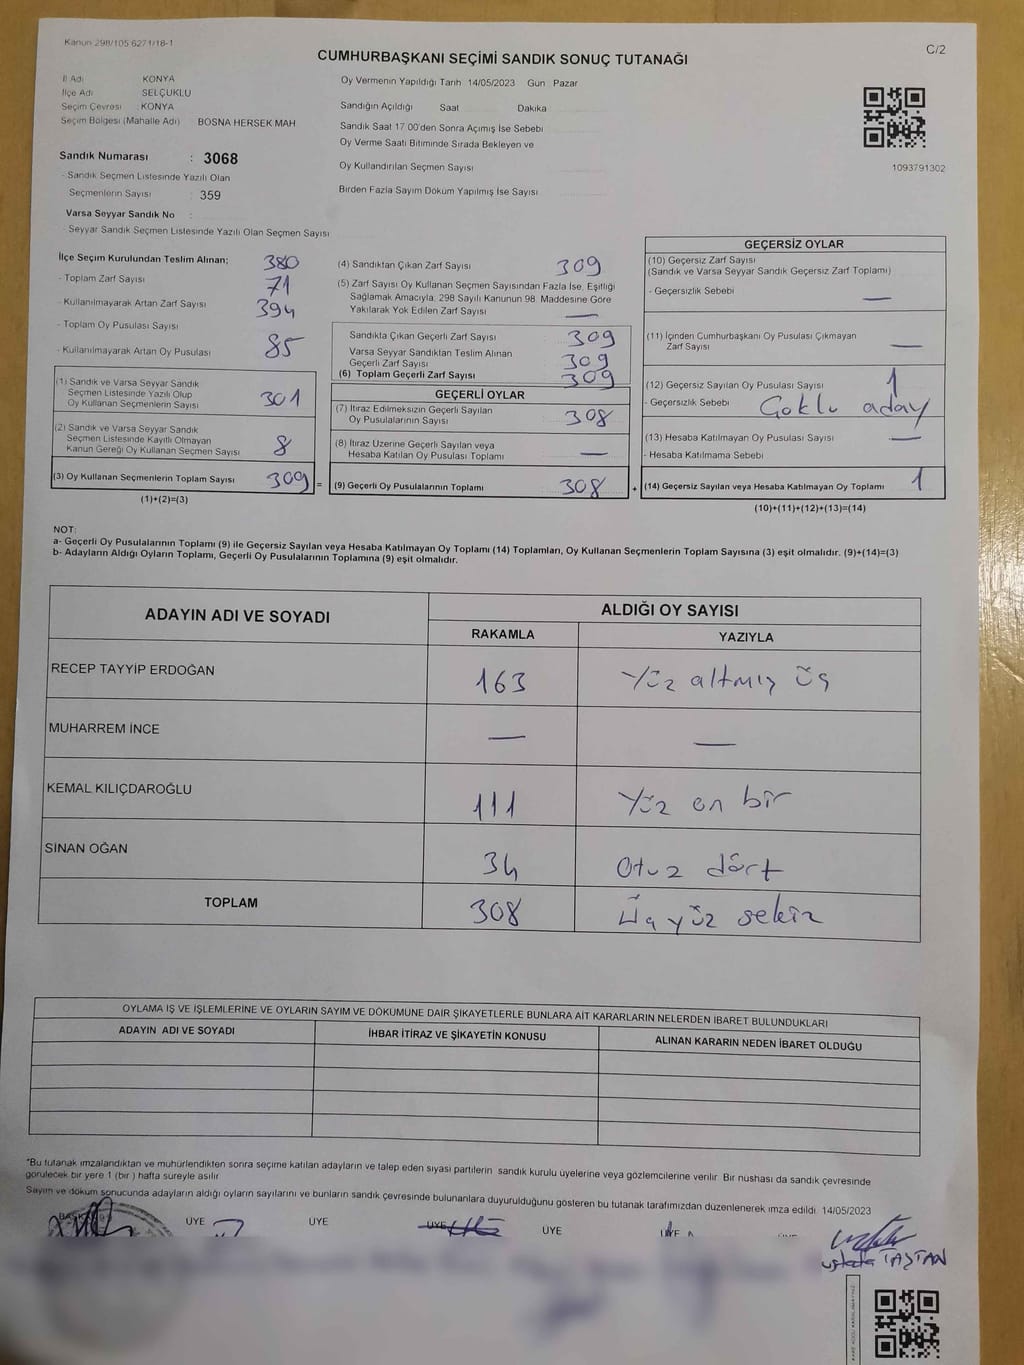 Kanun 298/105 6271/18-1
C/2
CUMHURBAŞKANI SEÇİMİ SANDIK SONUÇ TUTANAĞI
İl Adı KONYA
İlçe Adı SELÇUKLU
Seçim Çevresi : KONYA
Seçim Bölgesi (Mahalle Adı) BOSNA HERSEK MAH
Sandık Numarası : 3068
- Sandık Seçmen Listesinde Yazılı Olan
Seçmenlerin Sayısı : 359
Varsa Seyyar Sandık No :
- Seyyar Sandık Seçmen Listesinde Yazılı Olan Seçmen Sayısı
Oy Vermenin Yapıldığı Tarih 14/05/2023 Gün Pazar
Sandığın Açıldığı Saat Dakika
Sandık Saat 17 00'den Sonra Açımış İse Sebebi
Oy Verme Saati Bitiminde Sırada Bekleyen ve
Oy Kullandırılan Seçmen Sayısı
Birden Fazla Sayım Döküm Yapılmış İse Sayısı
1093791302
İlçe Seçim Kurulundan Teslim Alınan; 380
- Toplam Zarf Sayısı 71
- Kullanılmayarak Artan Zarf Sayısı 394
- Toplam Oy Pusulası Sayısı
- Kullanılmayarak Artan Oy Pusulası 85
(1) Sandık ve Varsa Seyyar Sandık
Seçmen Listesinde Yazılı Olup
Oy Kullanan Seçmenlerin Sayısı 301
(2) Sandık ve Varsa Seyyar Sandık
Seçmen Listesinde Kayıtlı Olmayan
Kanun Gereği Oy Kullanan Seçmen Sayısı 8
(3) Oy Kullanan Seçmenlerin Toplam Sayısı 309 =
(1)+(2)=(3)
(4) Sandıktan Çıkan Zarf Sayısı 309
(5) Zarf Sayısı Oy Kullanan Seçmen Sayısından Fazla İse, Eşitliği
Sağlamak Amacıyla, 298 Sayılı Kanunun 98 Maddesine Göre
Yakılarak Yok Edilen Zarf Sayısı —
Sandıkta Çıkan Geçerli Zarf Sayısı 309
Varsa Seyyar Sandıktan Teslim Alınan
Geçerli Zarf Sayısı 309
(6) Toplam Geçerli Zarf Sayısı 309
GEÇERLİ OYLAR
(7) İtiraz Edilmeksizin Geçerli Sayılan
Oy Pusulalarının Sayısı 308
(8) İtiraz Üzerine Geçerli Sayılan veya
Hesaba Katılan Oy Pusulası Toplamı —
(9) Geçerli Oy Pusulalarının Toplamı 308 +
GEÇERSİZ OYLAR
(10) Geçersiz Zarf Sayısı
(Sandık ve Varsa Seyyar Sandık Geçersiz Zarf Toplamı)
- Geçersizlik Sebebi —
(11) İçinden Cumhurbaşkanı Oy Pusulası Çıkmayan
Zarf Sayısı —
(12) Geçersiz Sayılan Oy Pusulası Sayısı 1
- Geçersizlik Sebebi Çoklu aday
(13) Hesaba Katılmayan Oy Pusulası Sayısı —
- Hesaba Katılmama Sebebi
(14) Geçersiz Sayılan veya Hesaba Katılmayan Oy Toplamı 1
(10)+(11)+(12)+(13)=(14)
NOT:
a- Geçerli Oy Pusulalarının Toplamı (9) ile Geçersiz Sayılan veya Hesaba Katılmayan Oy Toplamı (14) Toplamları, Oy Kullanan Seçmenlerin Toplam Sayısına (3) eşit olmalıdır. (9)+(14)=(3)
b- Adayların Aldığı Oyların Toplamı, Geçerli Oy Pusulalarının Toplamına (9) eşit olmalıdır.
ADAYIN ADI VE SOYADI ALDIĞI OY SAYISI
RAKAMLA YAZIYLA
RECEP TAYYİP ERDOĞAN 163 Yüz altmış üç
MUHARREM İNCE — —
KEMAL KILIÇDAROĞLU 111 Yüz on bir
SİNAN OĞAN 34 Otuz dört
TOPLAM 308 Üç yüz sekiz
OYLAMA İŞ VE İŞLEMLERİNE VE OYLARIN SAYIM VE DÖKÜMÜNE DAİR ŞİKAYETLERLE BUNLARA AİT KARARLARIN NELERDEN İBARET BULUNDUKLARI
ADAYIN ADI VE SOYADI İHBAR İTİRAZ VE ŞİKAYETİN KONUSU ALINAN KARARIN NEDEN İBARET OLDUĞU
*Bu tutanak imzalandıktan ve mühürlendikten sonra seçime katılan adayların ve talep eden siyasi partilerin sandık kurulu üyelerine veya gözlemcilerine verilir. Bir nüshası da sandık çevresinde
görülecek bir yere 1 (bir ) hafta süreyle asılır
Sayım ve döküm sonucunda adayların aldığı oyların sayılarını ve bunların sandık çevresinde bulunanlara duyurulduğunu gösteren bu tutanak tarafımızdan düzenlenerek imza edildi. 14/05/2023
ÜYE ÜYE ÜYE ÜYE ÜYE
TAŞTAN